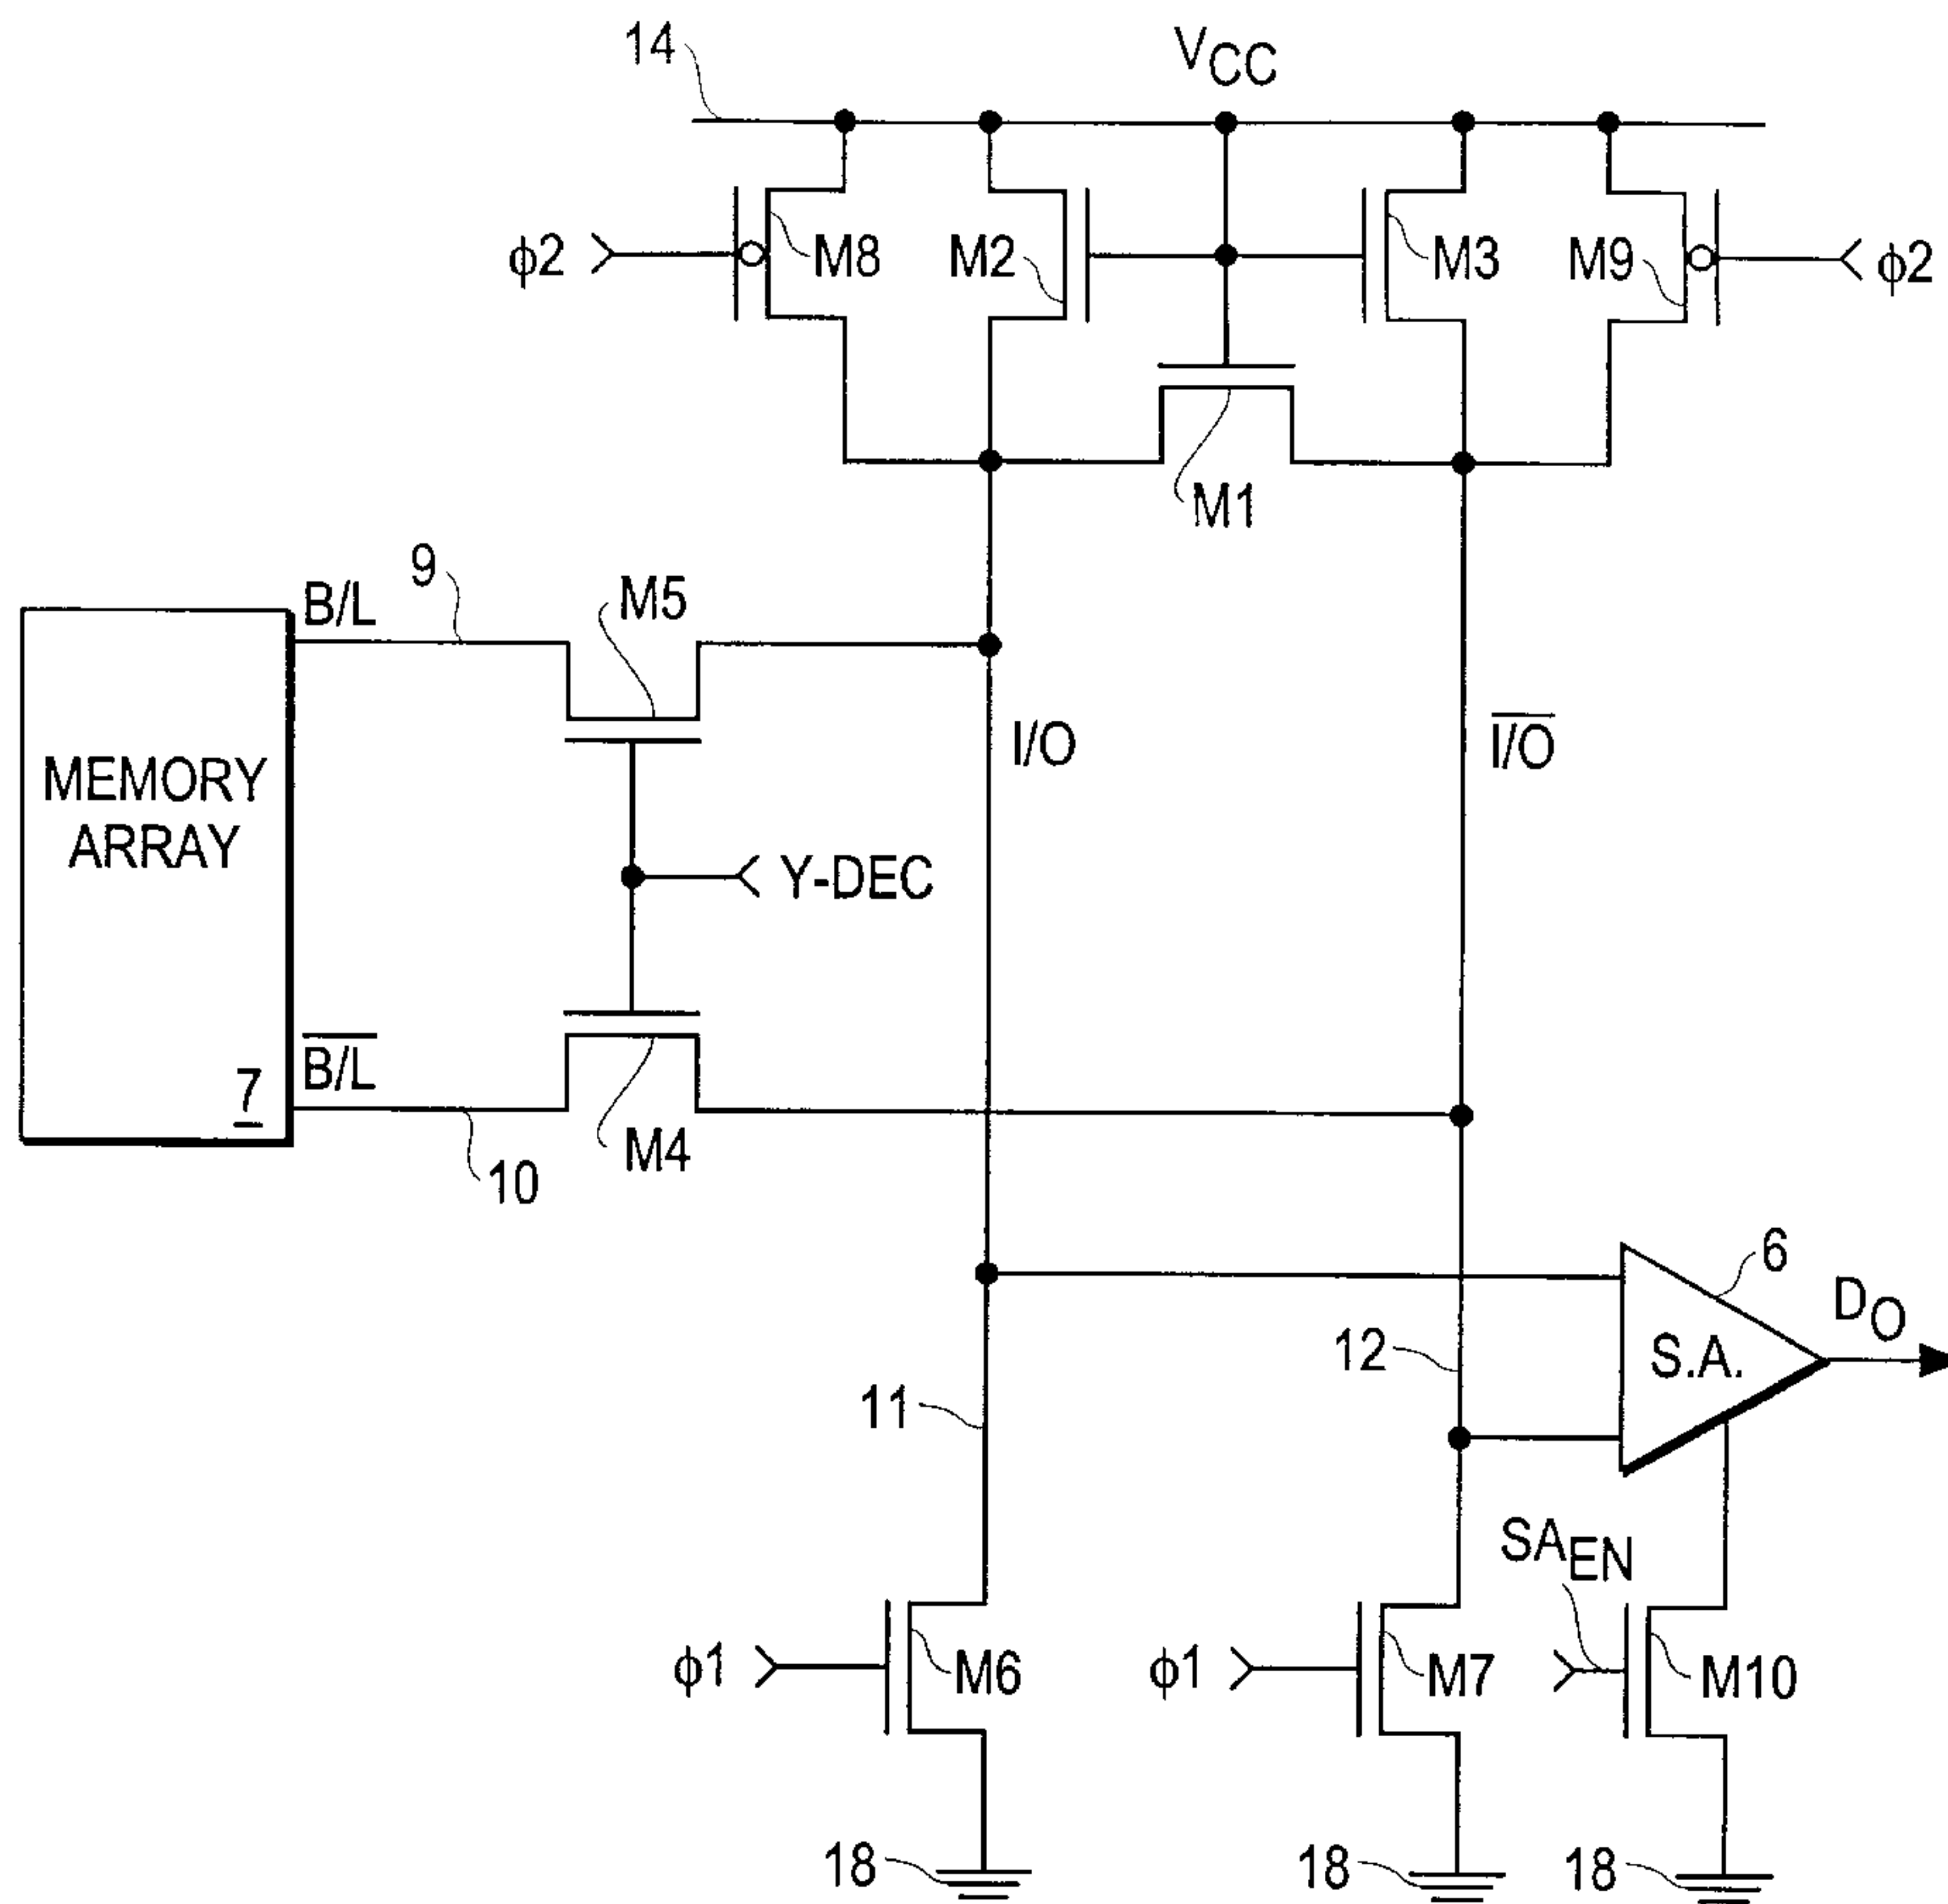 14
VCC
ϕ2
M8
M2
M3
M9
ϕ2
M1
9
B/L
M5
I/O
I/O
MEMORY
ARRAY
Y-DEC
7
B/L
M4
10
6
DO
S.A.
12
11
SAEN
ϕ1
M6
ϕ1
M7
M10
18
18
18